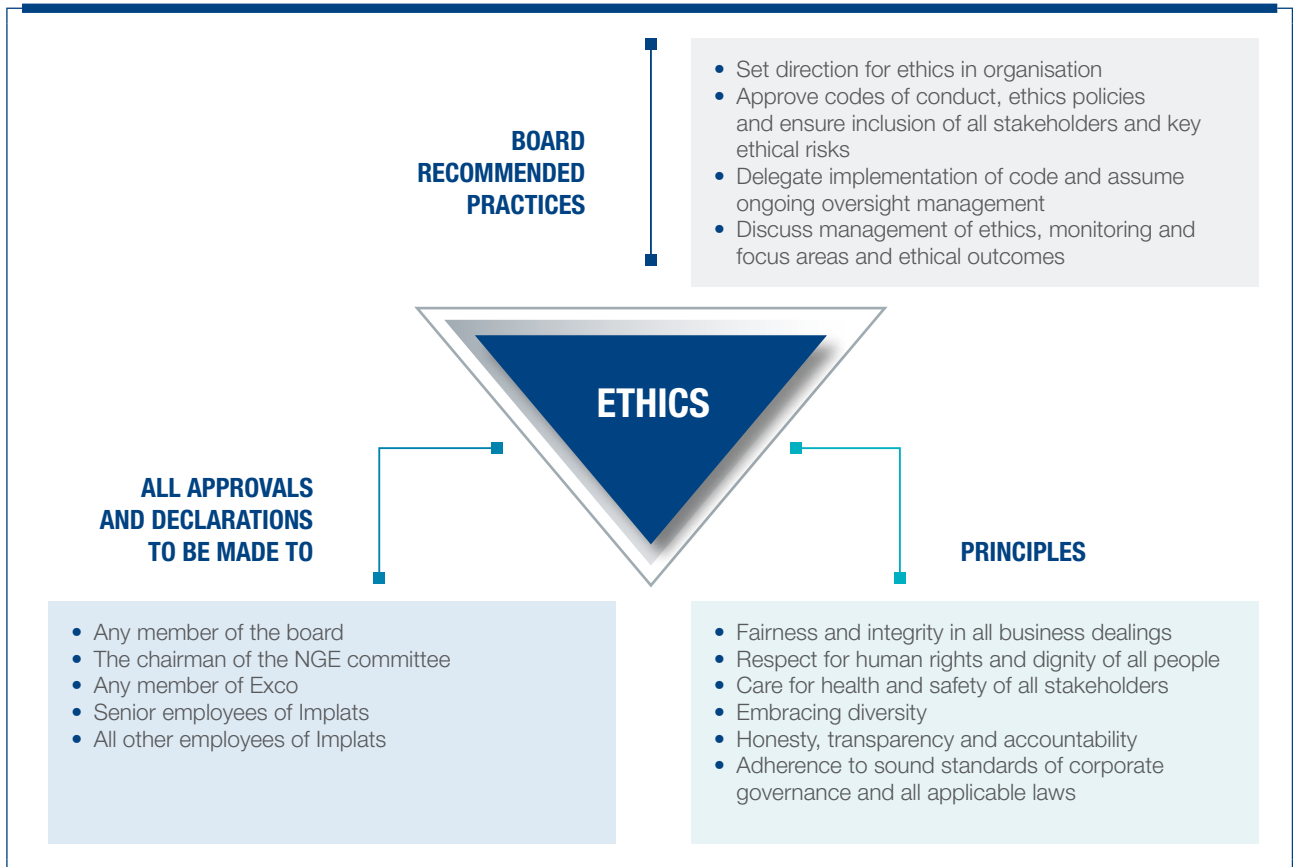 BOARD
RECOMMENDED
PRACTICES
• Set direction for ethics in organisation
• Approve codes of conduct, ethics policies
and ensure inclusion of all stakeholders and key
ethical risks
• Delegate implementation of code and assume
ongoing oversight management
• Discuss management of ethics, monitoring and
focus areas and ethical outcomes
ETHICS
ALL APPROVALS
AND DECLARATIONS
TO BE MADE TO
• Any member of the board
• The chairman of the NGE committee
• Any member of Exco
• Senior employees of Implats
• All other employees of Implats
PRINCIPLES
• Fairness and integrity in all business dealings
• Respect for human rights and dignity of all people
• Care for health and safety of all stakeholders
• Embracing diversity
• Honesty, transparency and accountability
• Adherence to sound standards of corporate
governance and all applicable laws